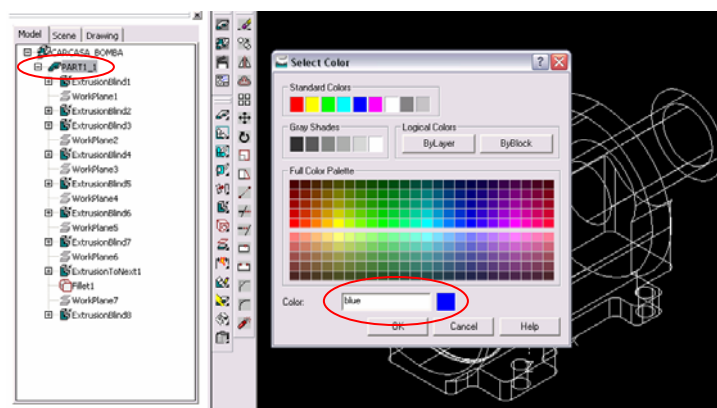 Model Scene Drawing
CARCASA_BOMBA
PART1_1
ExtrusionBlind1
WorkPlane1
ExtrusionBlind2
ExtrusionBlind3
WorkPlane2
ExtrusionBlind4
WorkPlane3
ExtrusionBlind5
WorkPlane4
ExtrusionBlind6
WorkPlane5
ExtrusionBlind7
WorkPlane6
ExtrusionToNext1
Fillet1
WorkPlane7
ExtrusionBlind8
Select Color
Standard Colors
Gray Shades
Logical Colors
ByLayer
ByBlock
Full Color Palette
Color:
blue
OK
Cancel
Help